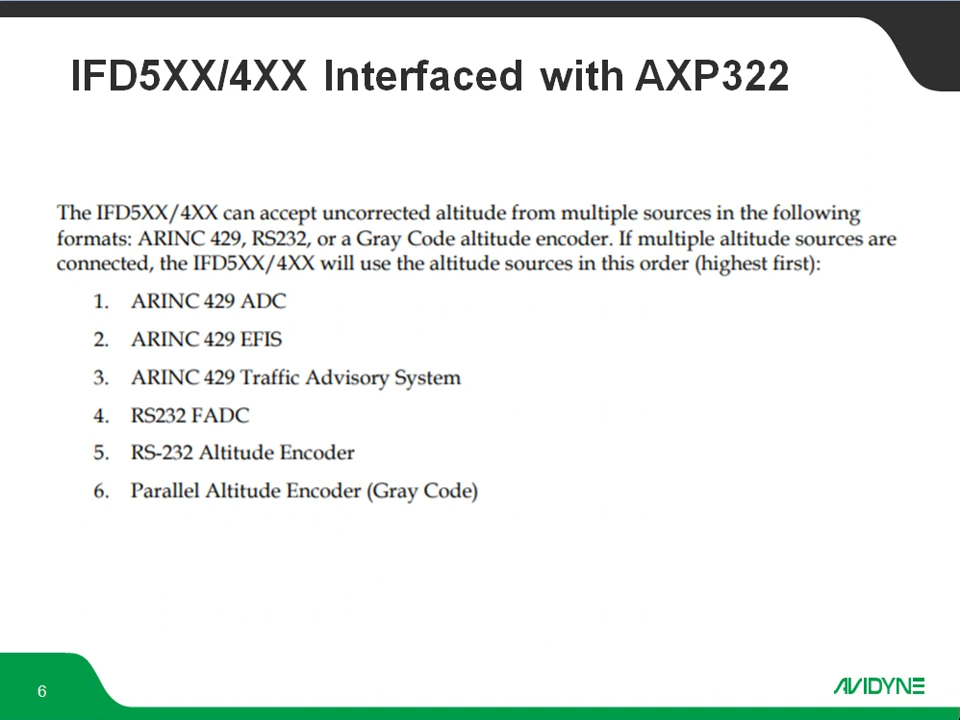 IFD5XX/4XX Interfaced with AXP322
The IFD5XX/4XX can accept uncorrected altitude from multiple sources in the following
formats: ARINC 429, RS232, or a Gray Code altitude encoder. If multiple altitude sources are
connected, the IFD5XX/4XX will use the altitude sources in this order (highest first):
1. ARINC 429 ADC
2. ARINC 429 EFIS
3. ARINC 429 Traffic Advisory System
4. RS232 FADC
5. RS-232 Altitude Encoder
6. Parallel Altitude Encoder (Gray Code)
6
AVIDYNE